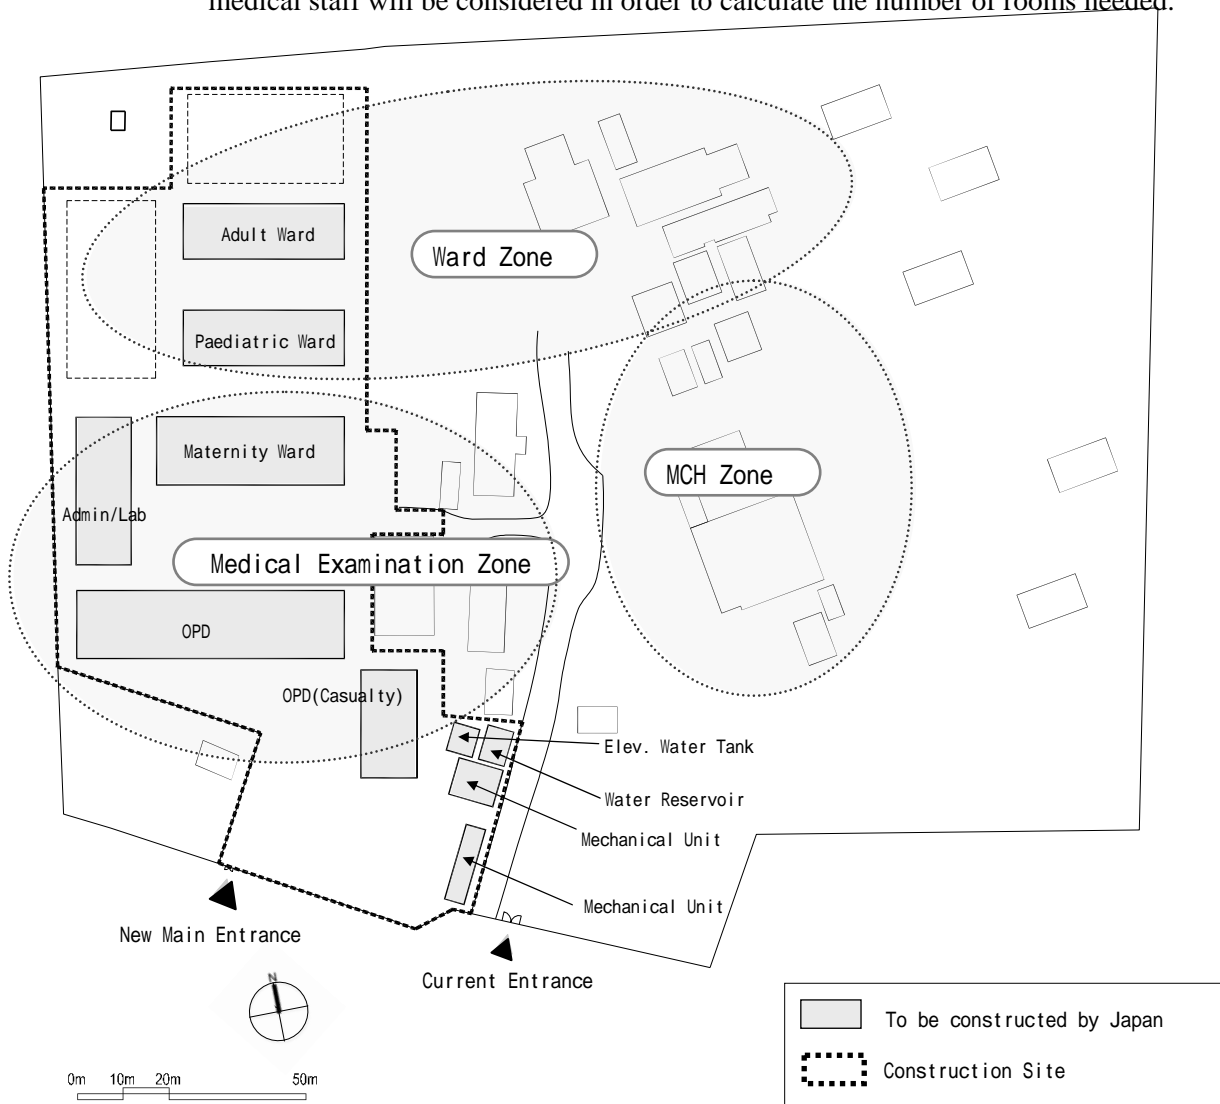 medical staff will be considered in order to calculate the number of rooms needed.
Adult Ward
Ward Zone
Paediatric Ward
Maternity Ward
MCH Zone
Admin/Lab
Medical Examination Zone
OPD
OPD(Casualty)
Elev. Water Tank
Water Reservoir
Mechanical Unit
Mechanical Unit
New Main Entrance
Current Entrance
N
To be constructed by Japan
Construction Site
0m 10m 20m 50m